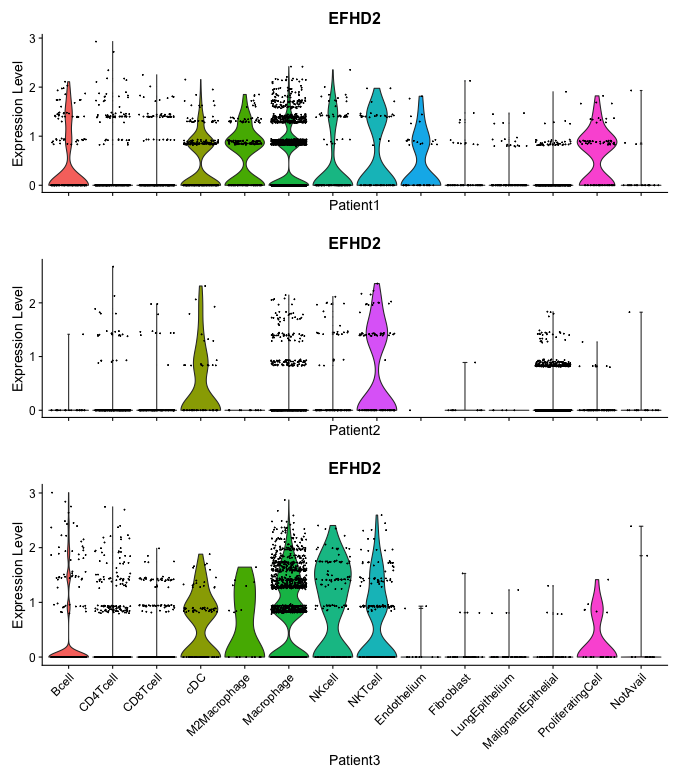 EFHD2
Expression Level
3
2
1
0
Patient1
EFHD2
Expression Level
2
1
0
Patient2
EFHD2
Expression Level
3
2
1
0
Bcell
CD4Tcell
CD8Tcell
cDC
M2Macrophage
Macrophage
NKcell
NKTcell
Endothelium
Fibroblast
LungEpithelium
MalignantEpithelial
ProliferatingCell
NotAvail
Patient3